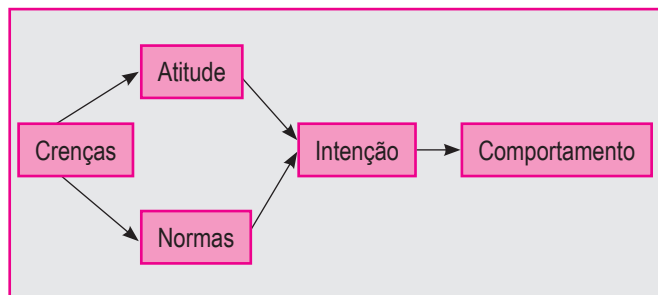 Atitude
Crenças
Intenção
Comportamento
Normas